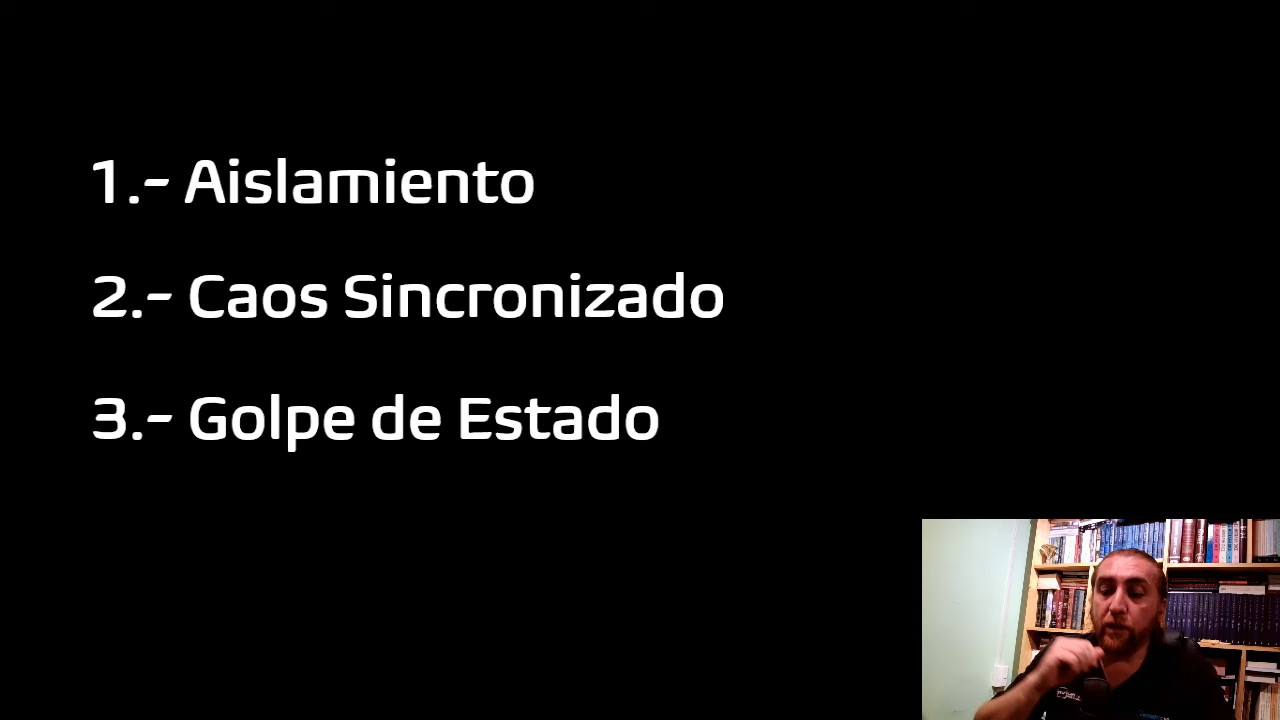 1.- Aislamiento
2.- Caos Sincronizado
3.- Golpe de Estado